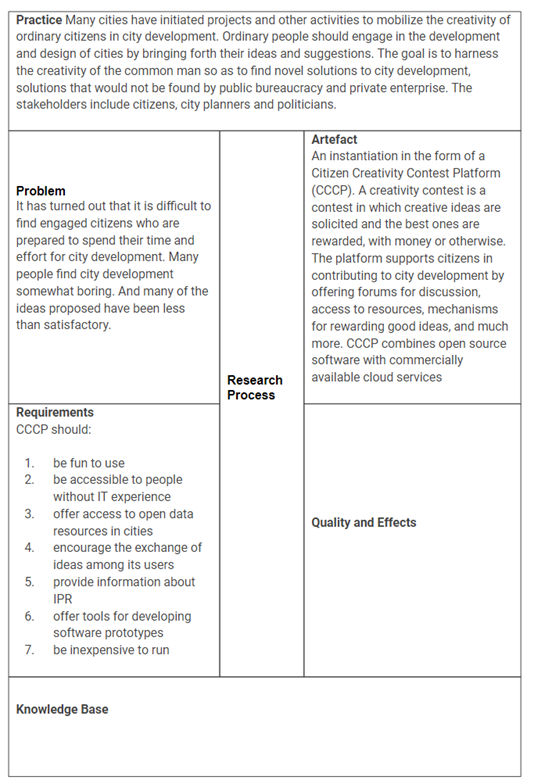 Practice Many cities have initiated projects and other activities to mobilize the creativity of
ordinary citizens in city development. Ordinary people should engage in the development
and design of cities by bringing forth their ideas and suggestions. The goal is to harness
the creativity of the common man so as to find novel solutions to city development,
solutions that would not be found by public bureaucracy and private enterprise. The
stakeholders include citizens, city planners and politicians.
Problem
It has turned out that it is difficult to
find engaged citizens who are
prepared to spend their time and
effort for city development. Many
people find city development
somewhat boring. And many of the
ideas proposed have been less
than satisfactory.
Research
Process
Artefact
An instantiation in the form of a
Citizen Creativity Contest Platform
(CCCP). A creativity contest is a
contest in which creative ideas are
solicited and the best ones are
rewarded, with money or otherwise.
The platform supports citizens in
contributing to city development by
offering forums for discussion,
access to resources, mechanisms
for rewarding good ideas, and much
more. CCCP combines open source
software with commercially
available cloud services
Requirements
CCCP should:
1. be fun to use
2. be accessible to people
without IT experience
3. offer access to open data
resources in cities
4. encourage the exchange of
ideas among its users
5. provide information about
IPR
6. offer tools for developing
software prototypes
7. be inexpensive to run
Quality and Effects
Knowledge Base